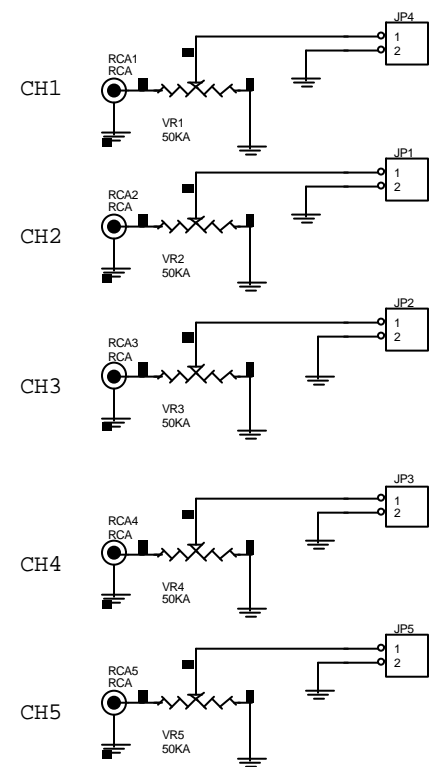 JP4
1
2
RCA1
RCA
CH1
VR1
50KA
JP1
1
2
RCA2
RCA
CH2
VR2
50KA
JP2
1
2
RCA3
RCA
CH3
VR3
50KA
JP3
1
2
RCA4
RCA
CH4
VR4
50KA
JP5
1
2
RCA5
RCA
CH5
VR5
50KA